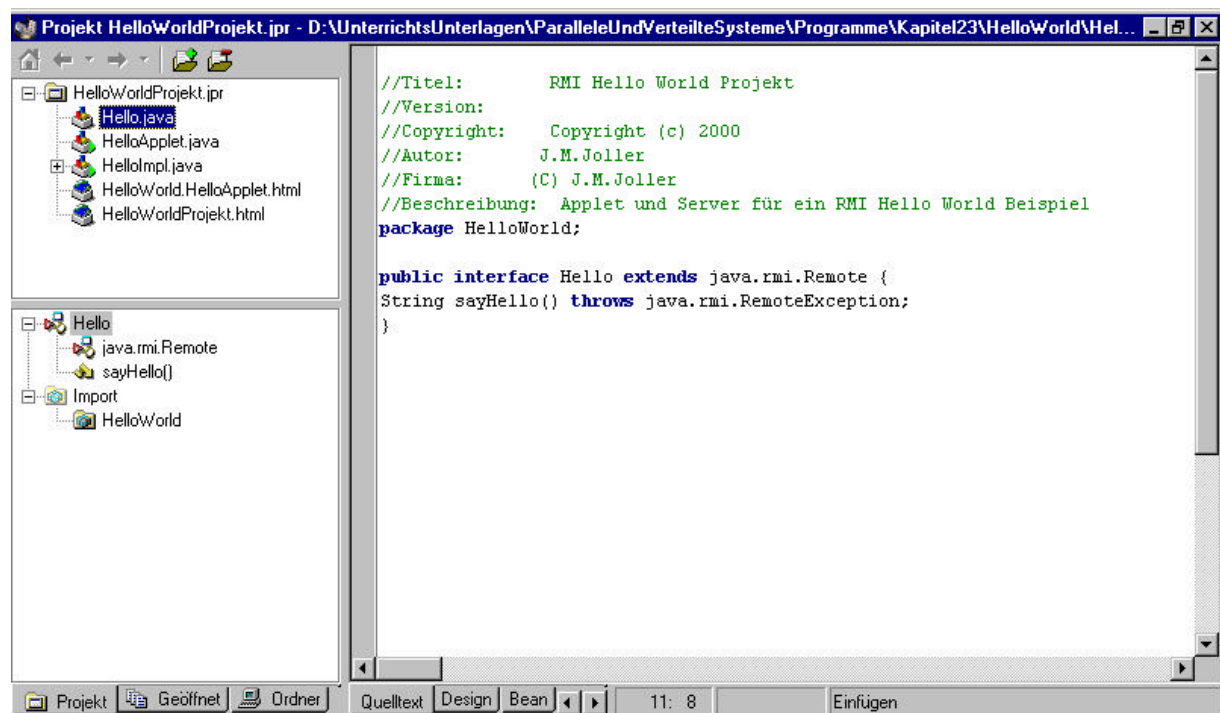 Projekt HelloWorldProjekt.jpr - D:\UnterrichtsUnterlagen\ParalleleUndVerteilteSysteme\Programme\Kapitel23\HelloWorld\Hel...
HelloWorldProjekt.jpr
Hello.java
HelloApplet.java
HelloImpl.java
HelloWorld.HelloApplet.html
HelloWorldProjekt.html
Hello
java.rmi.Remote
sayHello()
Import
HelloWorld
//Titel: RMI Hello World Projekt
//Version:
//Copyright: Copyright (c) 2000
//Autor: J.M.Joller
//Firma: (C) J.M.Joller
//Beschreibung: Applet und Server für ein RMI Hello World Beispiel
package HelloWorld;
public interface Hello extends java.rmi.Remote {
String sayHello() throws java.rmi.RemoteException;
}
Projekt Geöffnet Ordner Quelltext Design Bean 11: 8 Einfügen